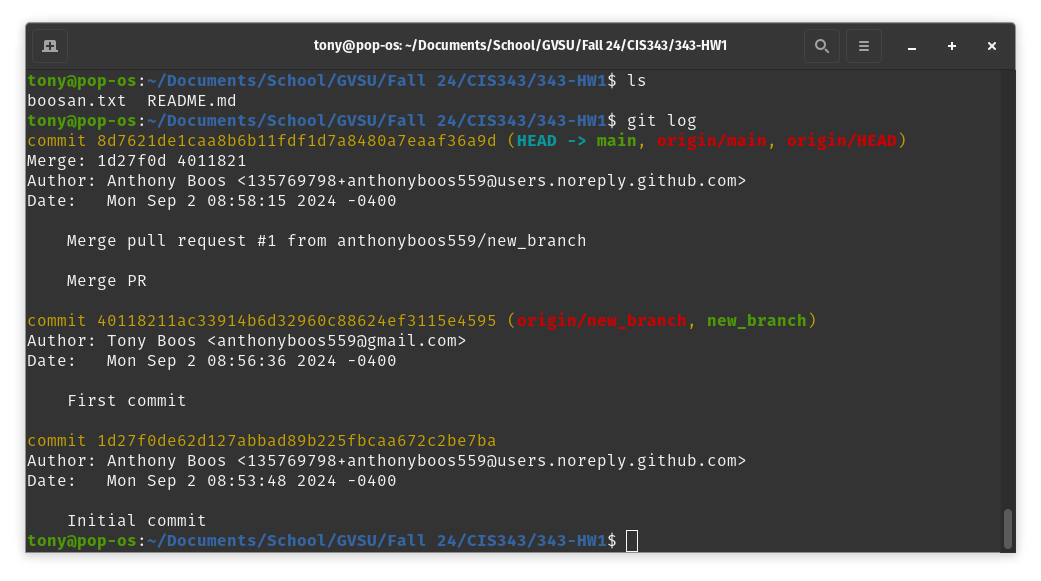 tony@pop-os: ~/Documents/School/GVSU/Fall 24/CIS343/343-HW1
tony@pop-os:~/Documents/School/GVSU/Fall 24/CIS343/343-HW1$ ls
boosan.txt  README.md
tony@pop-os:~/Documents/School/GVSU/Fall 24/CIS343/343-HW1$ git log
commit 8d7621de1caa8b6b11fdf1d7a8480a7eaaf36a9d (HEAD -> main, origin/main, origin/HEAD)
Merge: 1d27f0d 4011821
Author: Anthony Boos <135769798+anthonyboos559@users.noreply.github.com>
Date:   Mon Sep 2 08:58:15 2024 -0400
    Merge pull request #1 from anthonyboos559/new_branch
    Merge PR
commit 40118211ac33914b6d32960c88624ef3115e4595 (origin/new_branch, new_branch)
Author: Tony Boos <anthonyboos559@gmail.com>
Date:   Mon Sep 2 08:56:36 2024 -0400
    First commit
commit 1d27f0de62d127abbad89b225fbcaa672c2be7ba
Author: Anthony Boos <135769798+anthonyboos559@users.noreply.github.com>
Date:   Mon Sep 2 08:53:48 2024 -0400
    Initial commit
tony@pop-os:~/Documents/School/GVSU/Fall 24/CIS343/343-HW1$